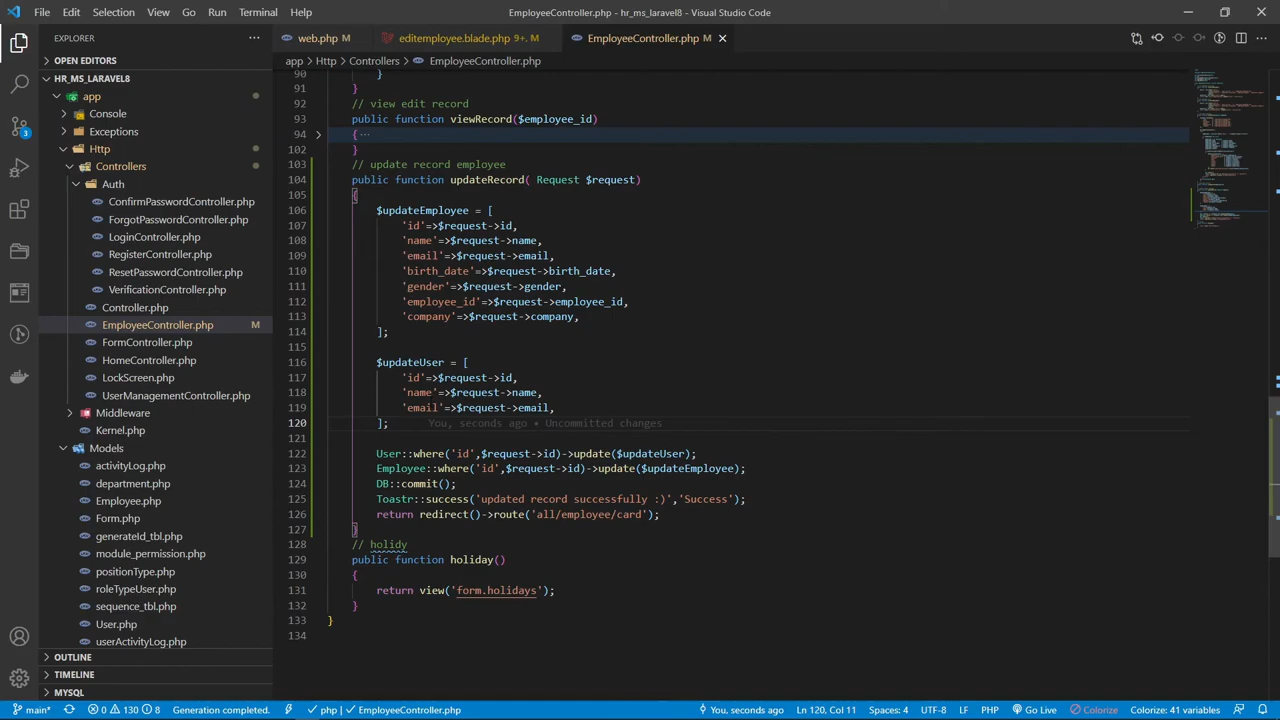 File Edit Selection View Go Run Terminal Help
EmployeeController.php - hr_ms_laravel8 - Visual Studio Code
EXPLORER
web.php M
editemployee.blade.php 9+, M
EmployeeController.php M
app > Http > Controllers > EmployeeController.php
OPEN EDITORS
HR_MS_LARAVEL8
app
Console
Exceptions
Http
Controllers
Auth
ConfirmPasswordController.php
ForgotPasswordController.php
LoginController.php
RegisterController.php
ResetPasswordController.php
VerificationController.php
Controller.php
EmployeeController.php M
FormController.php
HomeController.php
LockScreen.php
UserManagementController.php
Middleware
Kernel.php
Models
activityLog.php
department.php
Employee.php
Form.php
generateId_tbl.php
module_permission.php
positionType.php
roleTypeUser.php
sequence_tbl.php
User.php
userActivityLog.php
OUTLINE
TIMELINE
MYSQL
3
90 }
91 }
92 // view edit record
93 public function viewRecord($employee_id)
94 { ...
102 }
103 // update record employee
104 public function updateRecord( Request $request)
105 {
106 $updateEmployee = [
107 'id'=>$request->id,
108 'name'=>$request->name,
109 'email'=>$request->email,
110 'birth_date'=>$request->birth_date,
111 'gender'=>$request->gender,
112 'employee_id'=>$request->employee_id,
113 'company'=>$request->company,
114 ];
115
116 $updateUser = [
117 'id'=>$request->id,
118 'name'=>$request->name,
119 'email'=>$request->email,
120 ]; You, seconds ago • Uncommitted changes
121
122 User::where('id',$request->id)->update($updateUser);
123 Employee::where('id',$request->id)->update($updateEmployee);
124 DB::commit();
125 Toastr::success('updated record successfully :)','Success');
126 return redirect()->route('all/employee/card');
127 }
128 // holidy
129 public function holiday()
130 {
131 return view('form.holidays');
132 }
133 }
134
main* 0 130 8 Generation completed. php EmployeeController.php You, seconds ago Ln 120, Col 11 Spaces: 4 UTF-8 LF PHP Go Live Colorize Colorize: 41 variables